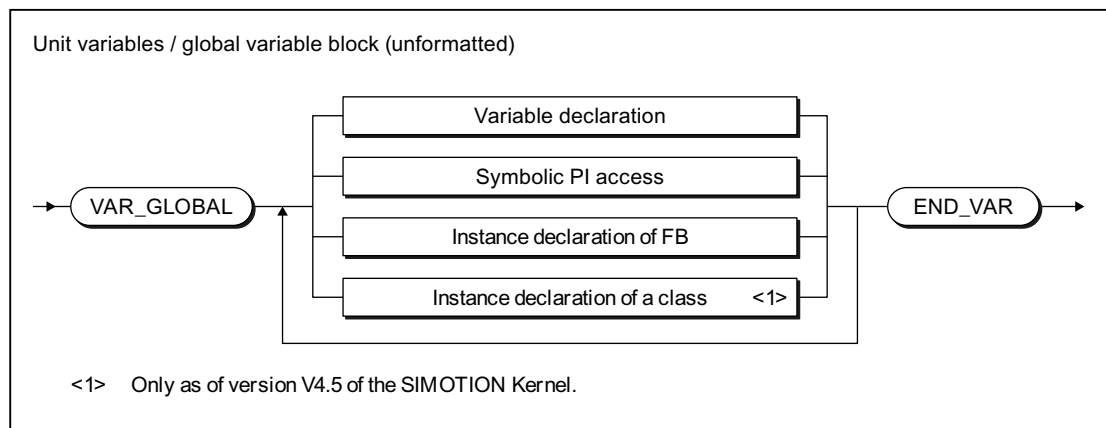 Unit variables / global variable block (unformatted)
Variable declaration
Symbolic PI access
VAR_GLOBAL
END_VAR
Instance declaration of FB
Instance declaration of a class <1>
<1> Only as of version V4.5 of the SIMOTION Kernel.